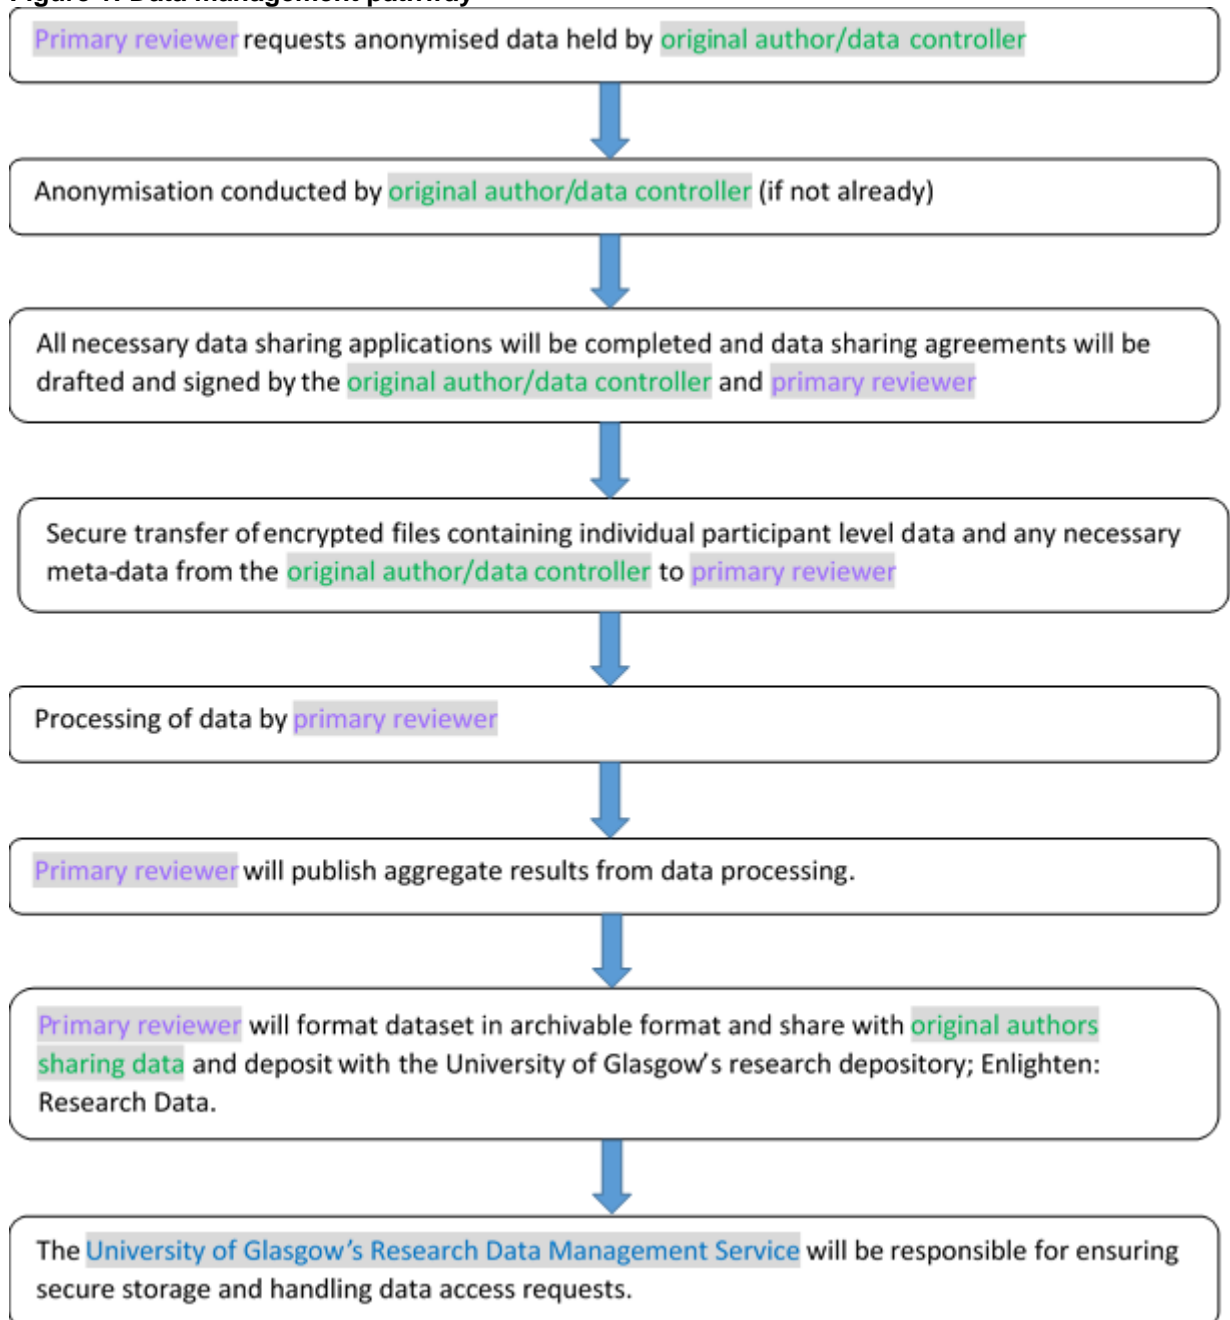 Figure 1: Data management pathway
Primary reviewer requests anonymised data held by original author/data controller
Anonymisation conducted by original author/data controller (if not already)
All necessary data sharing applications will be completed and data sharing agreements will be
drafted and signed by the original author/data controller and primary reviewer
Secure transfer of encrypted files containing individual participant level data and any necessary
meta-data from the original author/data controller to primary reviewer
Processing of data by primary reviewer
Primary reviewer will publish aggregate results from data processing.
Primary reviewer will format dataset in archivable format and share with original authors
sharing data and deposit with the University of Glasgow's research depository; Enlighten:
Research Data.
The University of Glasgow's Research Data Management Service will be responsible for ensuring
secure storage and handling data access requests.